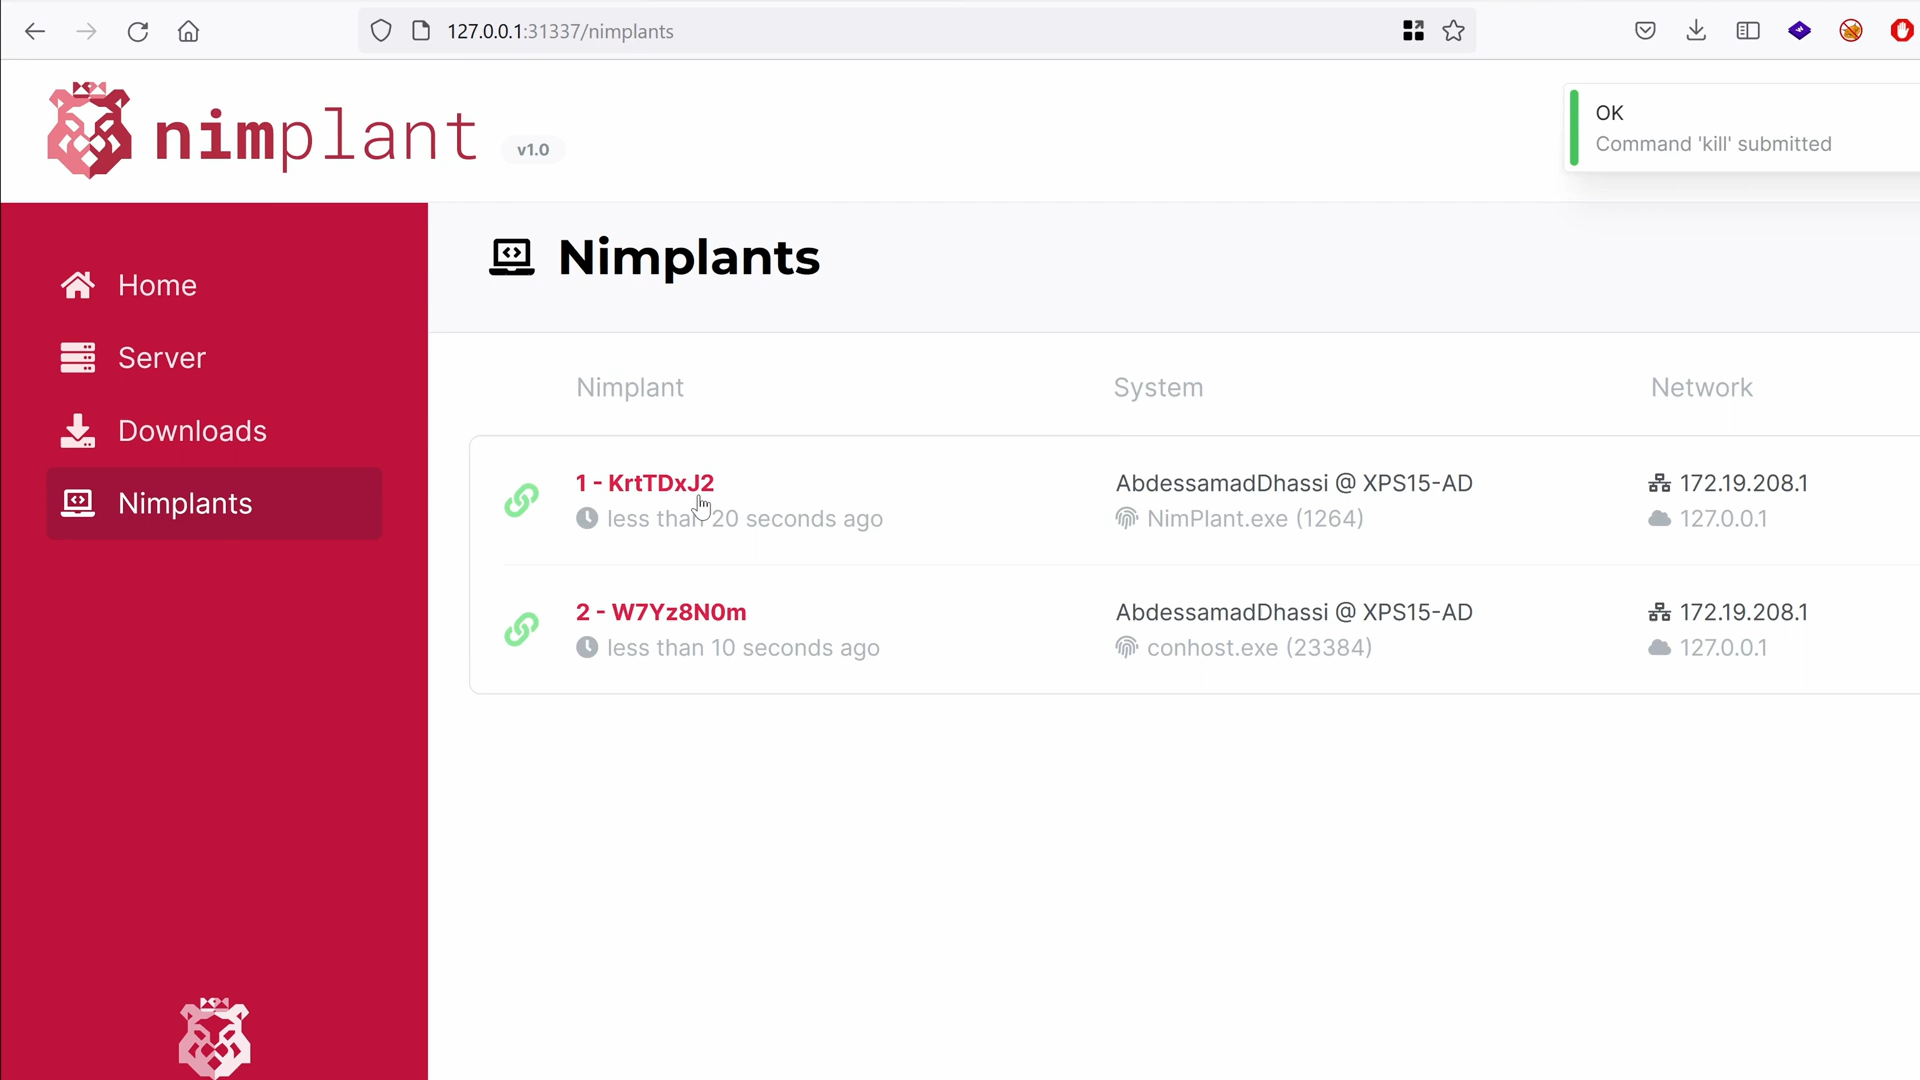 127.0.0.1:31337/nimplants
nimplant
v1.0
OK
Command 'kill' submitted
Home
Server
Downloads
Nimplants
Nimplants
Nimplant System Network
1 - KrtTDxJ2 AbdessamadDhassi @ XPS15-AD 172.19.208.1
less than 20 seconds ago NimPlant.exe (1264) 127.0.0.1
2 - W7Yz8N0m AbdessamadDhassi @ XPS15-AD 172.19.208.1
less than 10 seconds ago conhost.exe (23384) 127.0.0.1